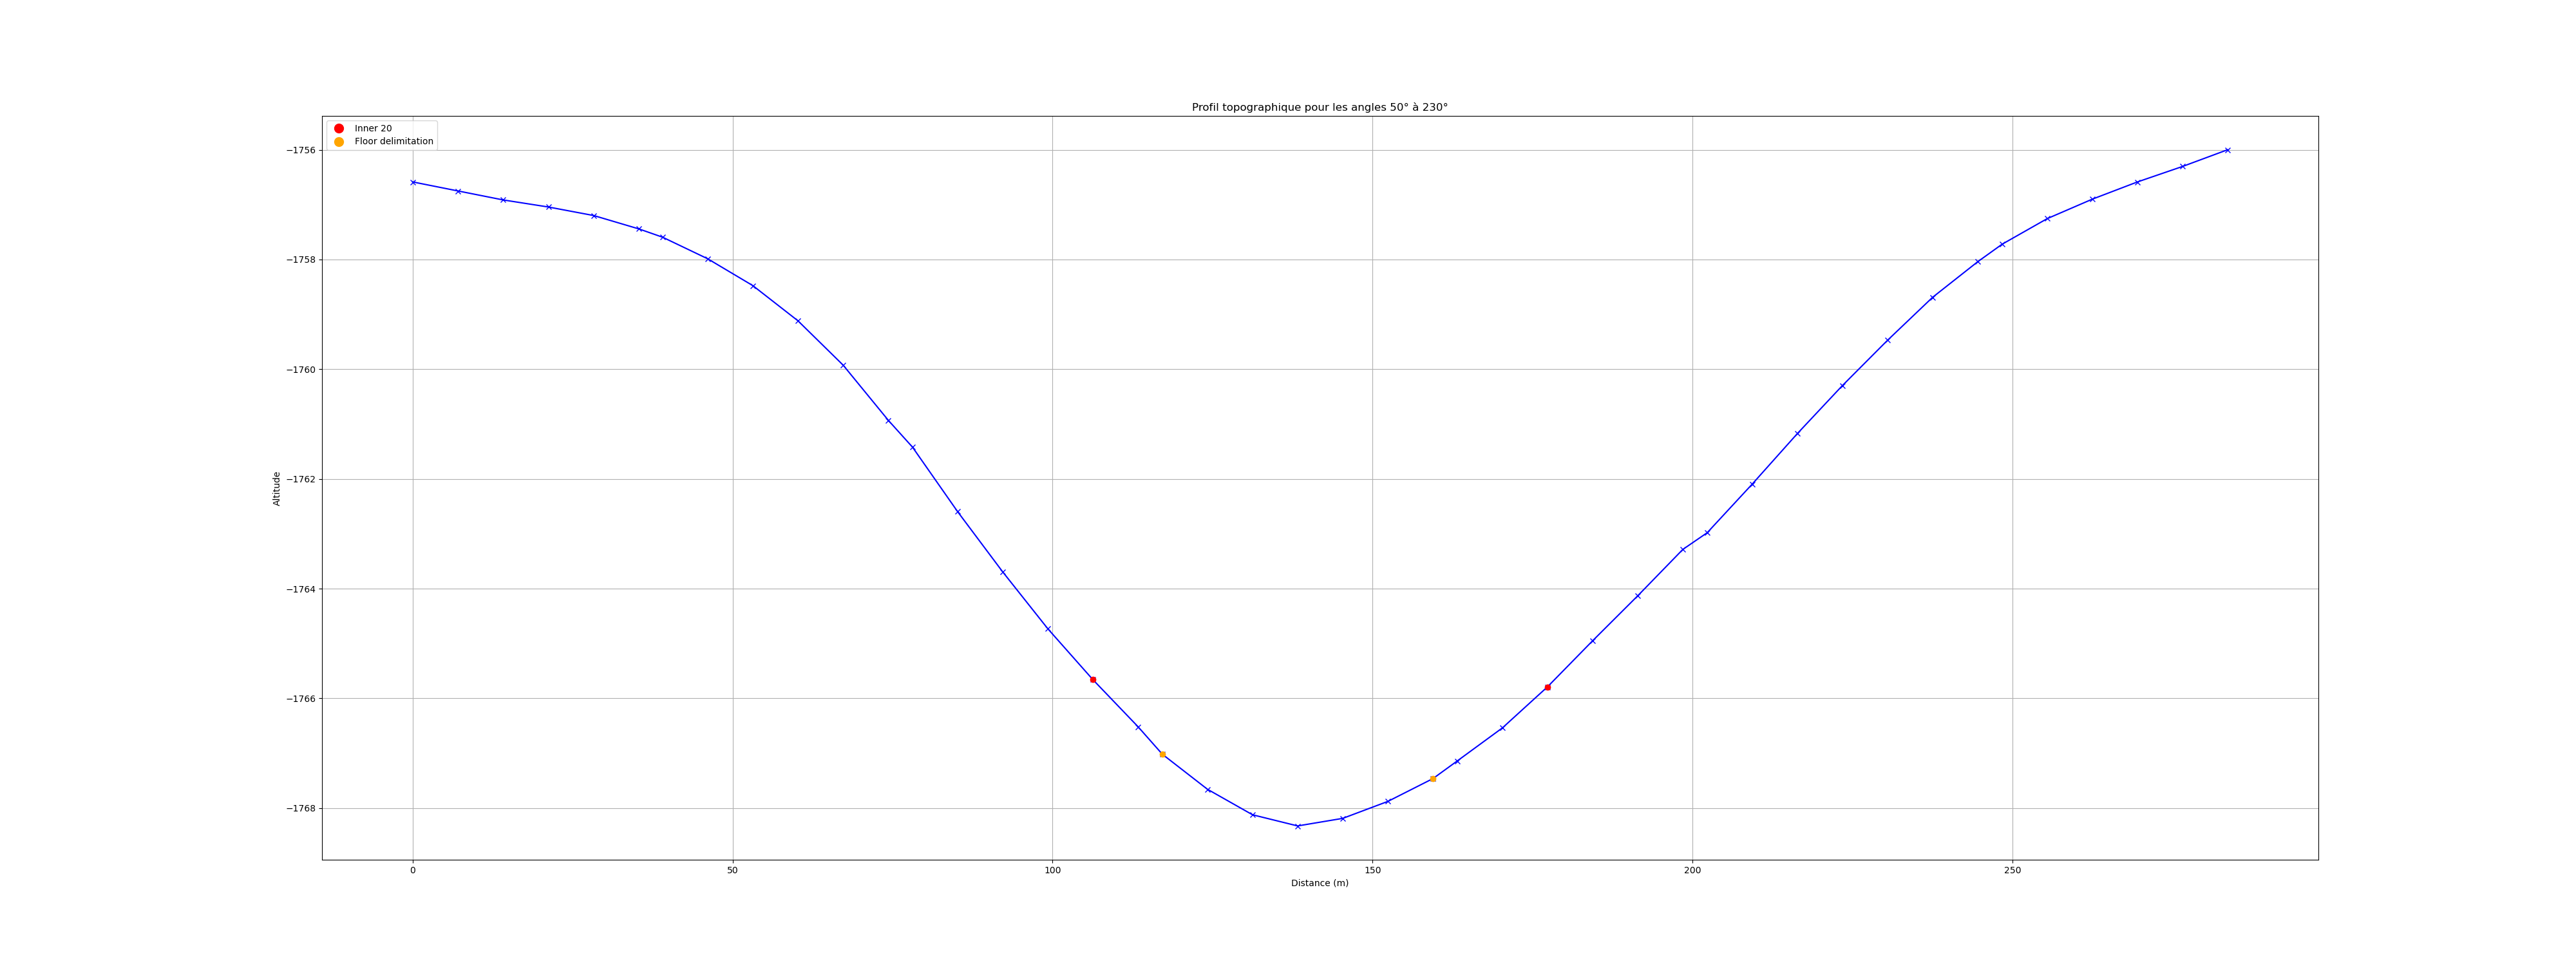 Profil topographique pour les angles 50° à 230°
Inner 20
Floor delimitation
−1756
−1758
−1760
−1762
−1764
−1766
−1768
Altitude
0 50 100 150 200 250
Distance (m)